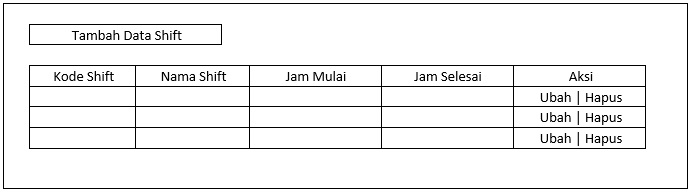 Tambah Data Shift
Kode Shift Nama Shift Jam Mulai Jam Selesai Aksi
Ubah | Hapus
Ubah | Hapus
Ubah | Hapus